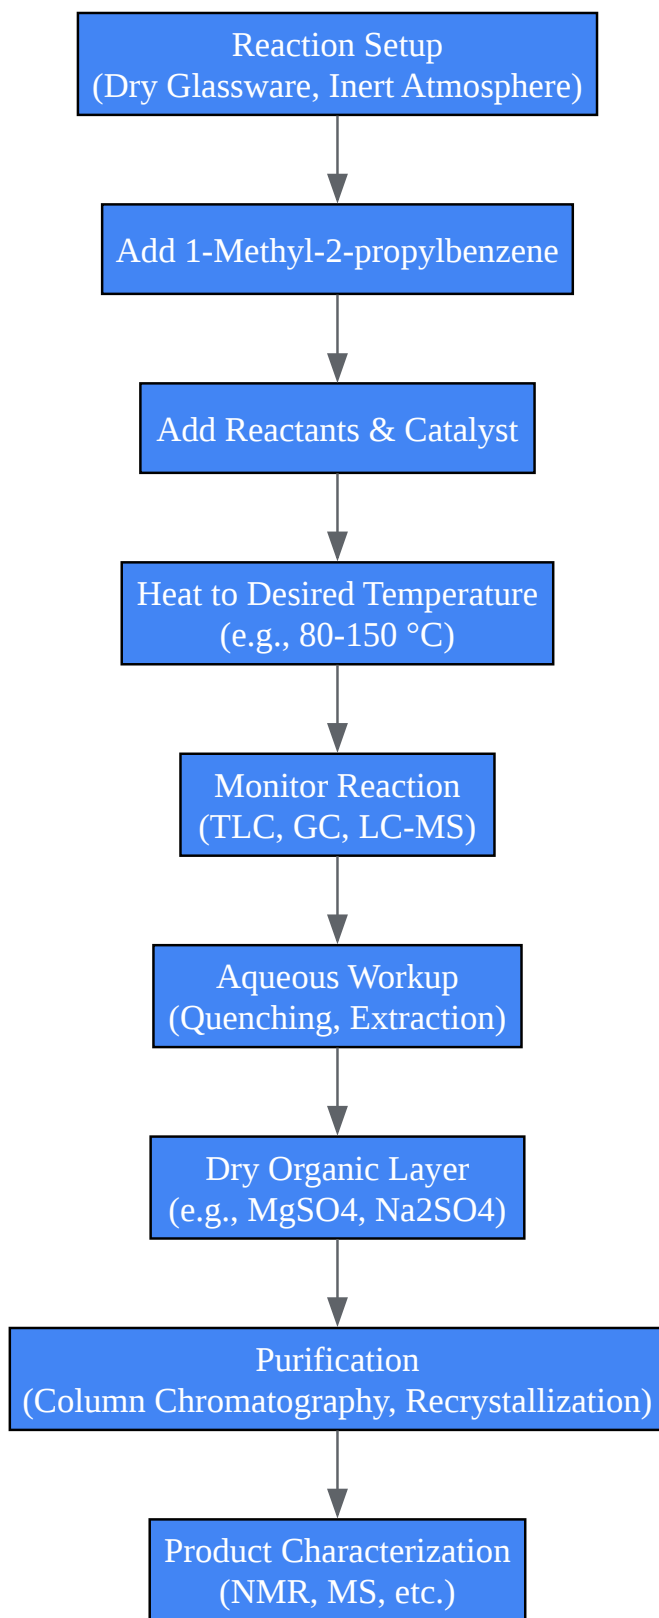 Reaction Setup
(Dry Glassware, Inert Atmosphere)
Add 1-Methyl-2-propylbenzene
Add Reactants & Catalyst
Heat to Desired Temperature
(e.g., 80-150 °C)
Monitor Reaction
(TLC, GC, LC-MS)
Aqueous Workup
(Quenching, Extraction)
Dry Organic Layer
(e.g., MgSO4, Na2SO4)
Purification
(Column Chromatography, Recrystallization)
Product Characterization
(NMR, MS, etc.)